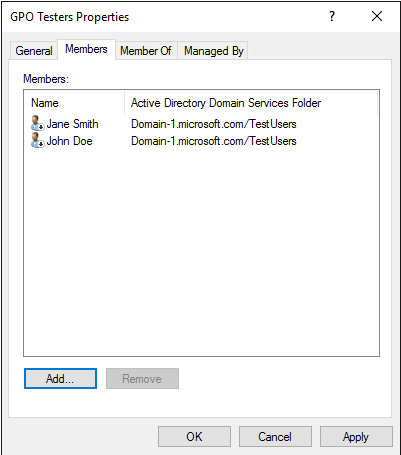 GPO Testers Properties
General Members Member Of Managed By
Members:
Name Active Directory Domain Services Folder
Jane Smith Domain-1.microsoft.com/TestUsers
John Doe Domain-1.microsoft.com/TestUsers
Add... Remove
OK Cancel Apply